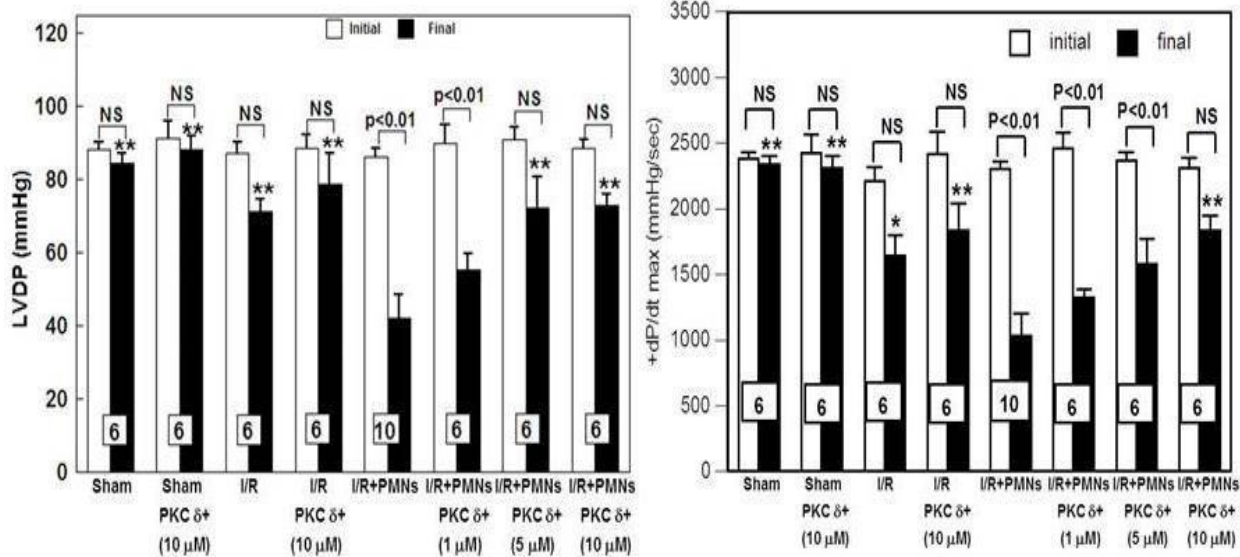 120
100
80
60
40
20
0
LVDP (mmHg)
Initial Final
NS NS NS NS p<0.01 p<0.01 NS NS
** ** ** ** ** **
6 6 6 6 10 6 6 6
Sham Sham I/R I/R I/R+PMNs I/R+PMNs I/R+PMNs I/R+PMNs
PKC δ+ PKC δ+ PKC δ+ PKC δ+ PKC δ+
(10 µM) (10 µM) (1 µM) (5 µM) (10 µM)
3500
3000
2500
2000
1500
1000
500
0
+dP/dt max (mmHg/sec)
initial final
NS NS NS NS P<0.01 P<0.01 P<0.01 NS
** ** * ** **
6 6 6 6 10 6 6 6
Sham Sham I/R I/R I/R+PMNs I/R+PMNs I/R+PMNs I/R+PMNs
PKC δ+ PKC δ+ PKC δ+ PKC δ+ PKC δ+
(10 µM) (10 µM) (1 µM) (5 µM) (10 µM)